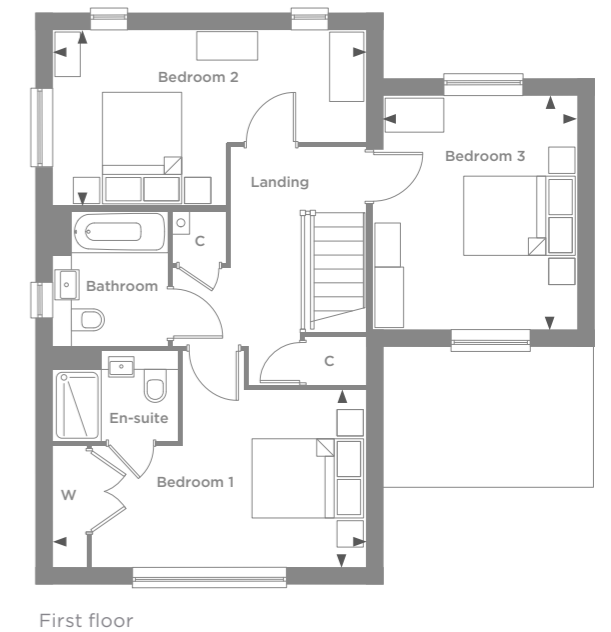 Bedroom 2
Bedroom 3
Landing
C
Bathroom
C
En-suite
Bedroom 1
W
First floor